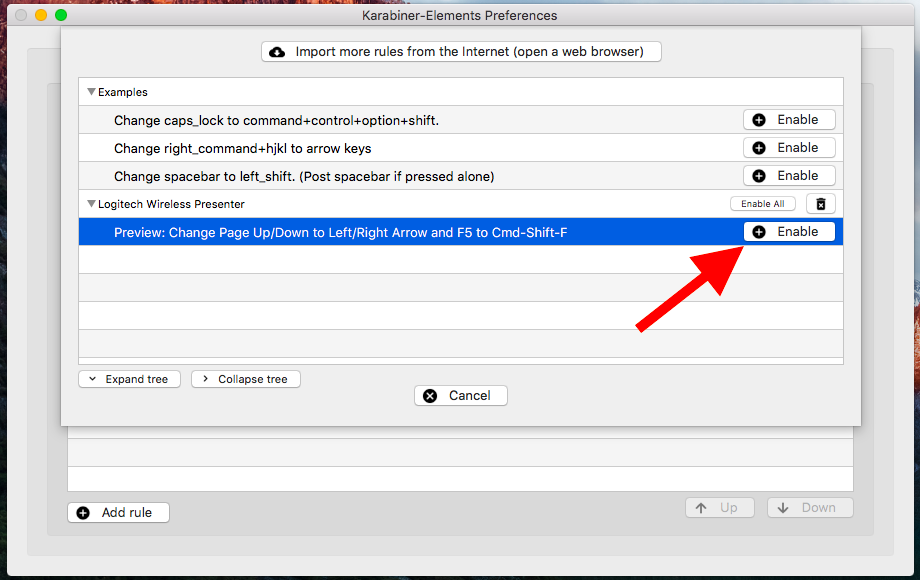 Karabiner-Elements Preferences
Import more rules from the Internet (open a web browser)
Examples
Change caps_lock to command+control+option+shift.
Enable
Change right_command+hjkl to arrow keys
Enable
Change spacebar to left_shift. (Post spacebar if pressed alone)
Enable
Logitech Wireless Presenter
Enable All
Preview: Change Page Up/Down to Left/Right Arrow and F5 to Cmd-Shift-F
Enable
Expand tree
Collapse tree
Cancel
Add rule
Up
Down